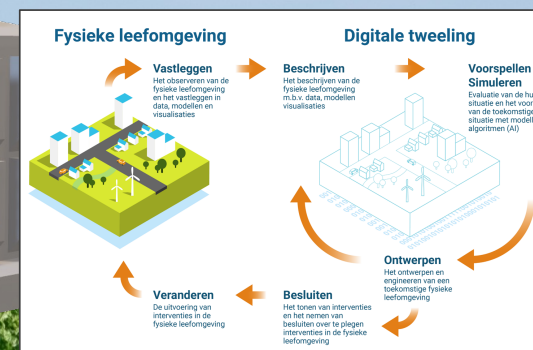 Fysieke leefomgeving
Digitale tweeling
Vastleggen
Het observeren van de
fysieke leefomgeving
en het vastleggen in
data, modellen en
visualisaties
Beschrijven
Het beschrijven van de
fysieke leefomgeving
m.b.v. data, modellen
visualisaties
Voorspellen
Simuleren
Evaluatie van de hu
situatie en het voor
van de toekomstige
situatie met modell
algoritmen (AI)
Ontwerpen
Het ontwerpen en
engineeren van een
toekomstige fysieke
leefomgeving
Besluiten
Het tonen van interventies
en het nemen van
besluiten over te plegen
interventies in de fysieke
leefomgeving
Veranderen
De uitvoering van
interventies in de
fysieke leefomgeving